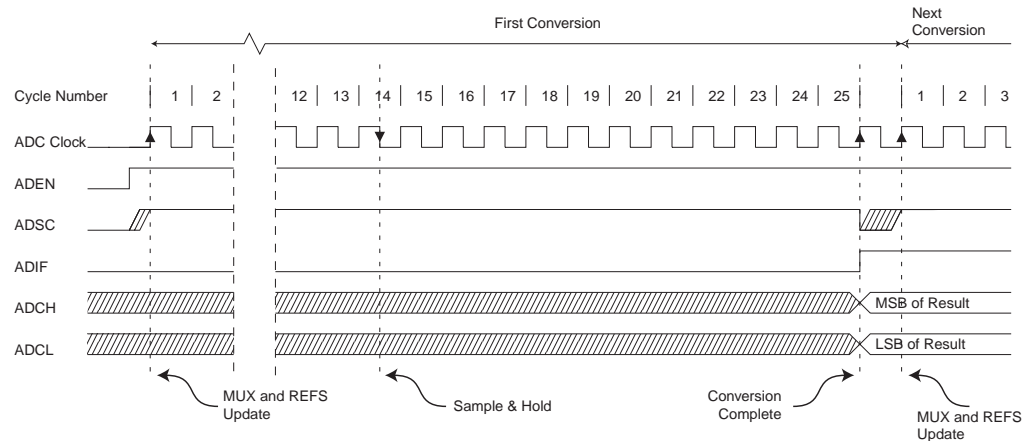 First Conversion
Next
Conversion
Cycle Number 1 2 12 13 14 15 16 17 18 19 20 21 22 23 24 25 1 2 3
ADC Clock
ADEN
ADSC
ADIF
ADCH MSB of Result
ADCL LSB of Result
MUX and REFS
Update
Sample & Hold
Conversion
Complete
MUX and REFS
Update